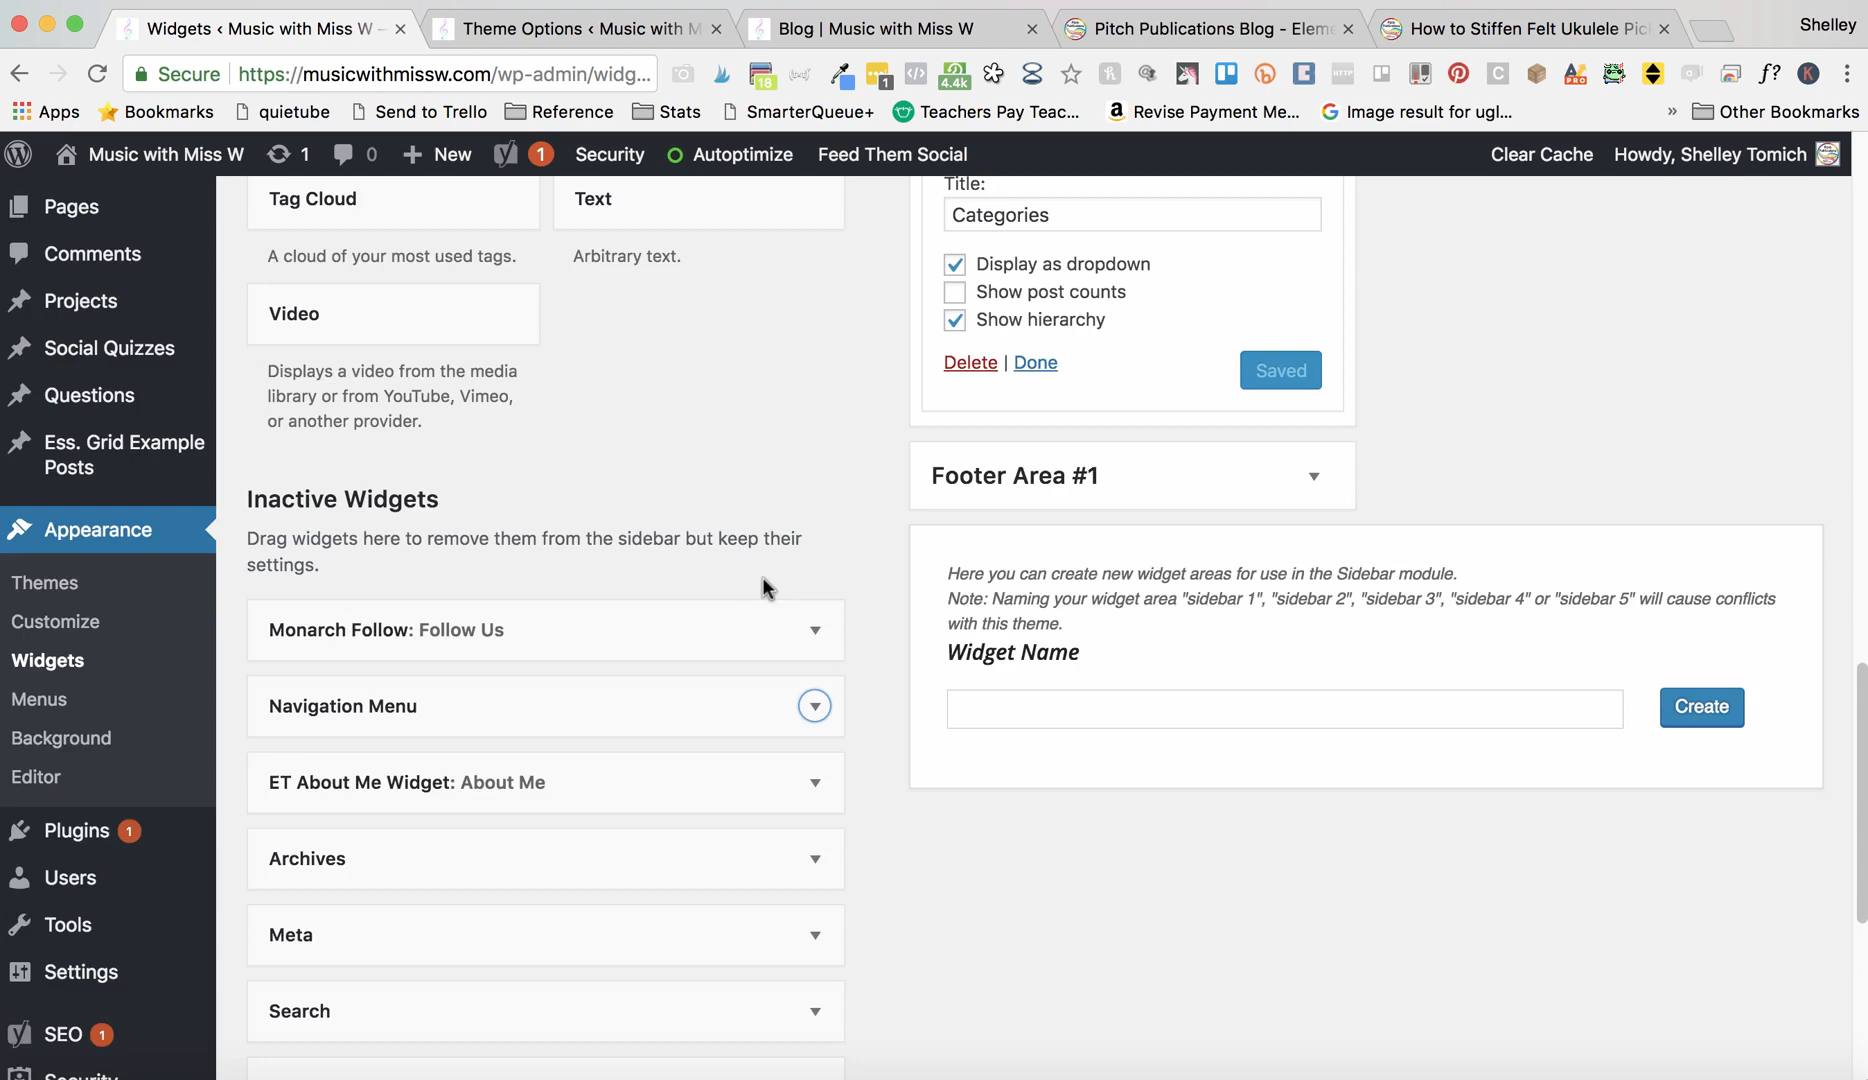 Widgets ‹ Music with Miss W -
Theme Options ‹ Music with M
Blog | Music with Miss W
Pitch Publications Blog - Eleme
How to Stiffen Felt Ukulele Pic
Shelley
Secure
https://musicwithmissw.com/wp-admin/widg...
18
1
4.4k
HTTP
PRO
f?
K
Apps
Bookmarks
quietube
Send to Trello
Reference
Stats
SmarterQueue+
Teachers Pay Teac...
Revise Payment Me...
Image result for ugl...
»
Other Bookmarks
Music with Miss W
1
0
New
1
Security
Autoptimize
Feed Them Social
Clear Cache
Howdy, Shelley Tomich
Pages
Comments
Projects
Social Quizzes
Questions
Ess. Grid Example
Posts
Appearance
Themes
Customize
Widgets
Menus
Background
Editor
Plugins 1
Users
Tools
Settings
SEO 1
Security
Tag Cloud
Text
A cloud of your most used tags.
Arbitrary text.
Video
Displays a video from the media
library or from YouTube, Vimeo,
or another provider.
Inactive Widgets
Drag widgets here to remove them from the sidebar but keep their
settings.
Monarch Follow: Follow Us
Navigation Menu
ET About Me Widget: About Me
Archives
Meta
Search
Title:
Categories
Display as dropdown
Show post counts
Show hierarchy
Delete | Done
Saved
Footer Area #1
Here you can create new widget areas for use in the Sidebar module.
Note: Naming your widget area "sidebar 1", "sidebar 2", "sidebar 3", "sidebar 4" or "sidebar 5" will cause conflicts
with this theme.
Widget Name
Create